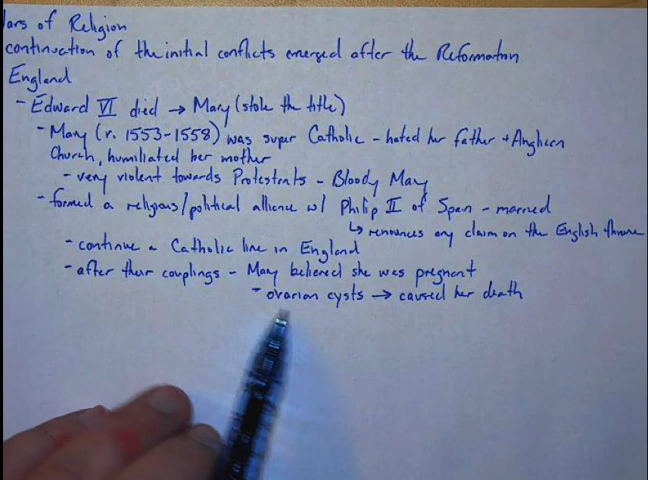 ars of Religion
continuation of the initial conflicts emerged after the Reformation
England
- Edward VI died → Mary (stole the title)
- Mary (r. 1553-1558) was super Catholic - hated her father + Anglican
Church, humiliated her mother
- very violent towards Protestants - Bloody Mary
- formed a religious/political alliance w/ Philip II of Spain - married
↳ renounces any claim on the English throne
- continue a Catholic line in England
- after their couplings - Mary believed she was pregnant
- ovarian cysts → caused her death